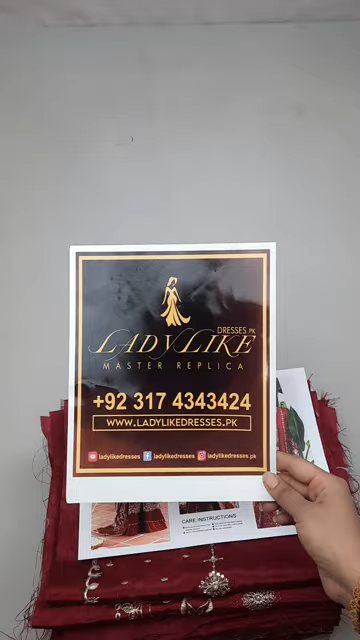 LADYLIKE
DRESSES PK
MASTER REPLICA
+92 317 4343424
WWW.LADYLIKEDRESSES.PK
ladylikedresses ladylikedresses ladylikedresses.pk
CARE INSTRUCTIONS